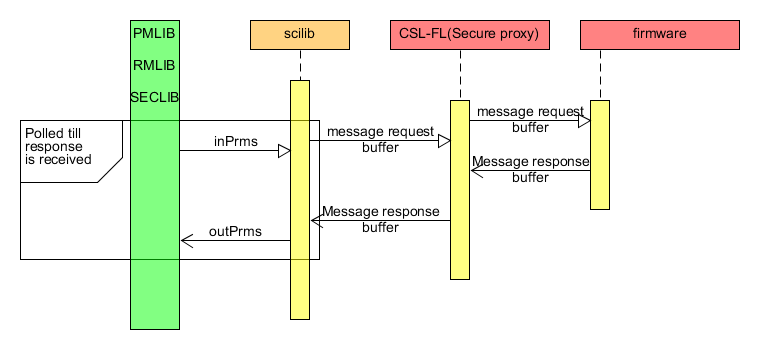 PMLIB
RMLIB
SECLIB
scilib
CSL-FL(Secure proxy)
firmware
Polled till
response
is received
inPrms
message request
buffer
message request
buffer
Message response
buffer
Message response
buffer
outPrms